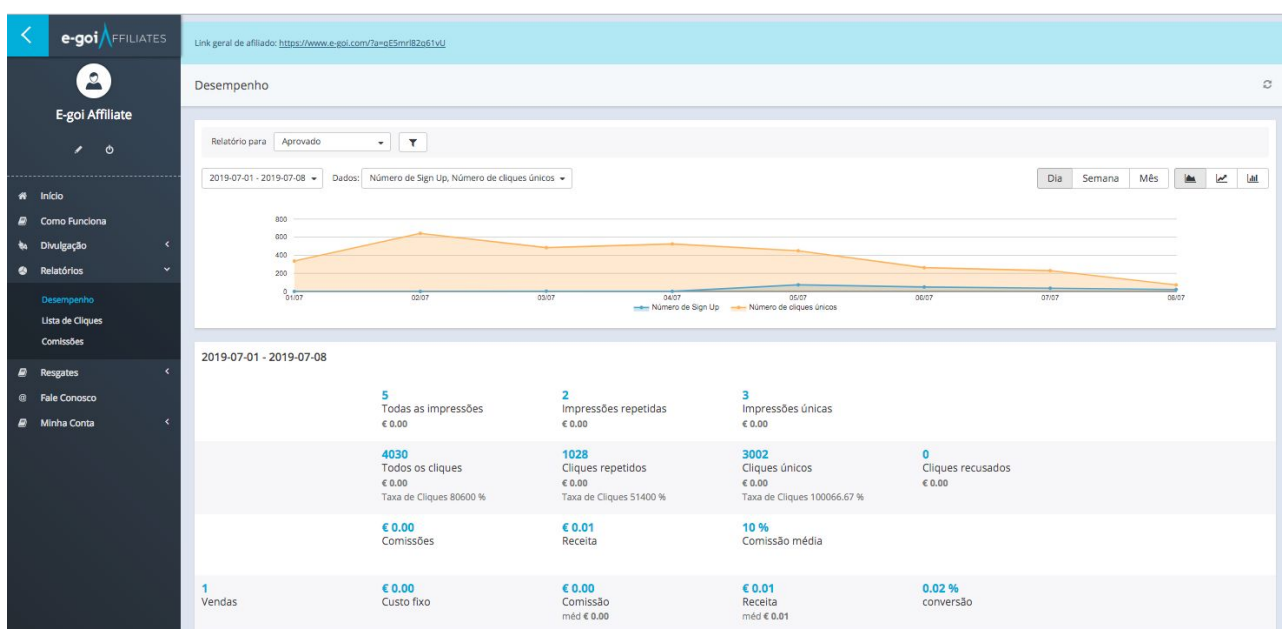 e-goi AFFILIATES
Link geral de afiliado: https://www.e-goi.com/?a=oE5mrl82o61vU
E-goi Affiliate
Início
Como Funciona
Divulgação
Relatórios
Desempenho
Lista de Cliques
Comissões
Resgates
@ Fale Conosco
Minha Conta
Desempenho
Relatório para Aprovado
2019-07-01 - 2019-07-08 Dados: Número de Sign Up, Número de cliques únicos Dia Semana Mês
800
600
400
200
0
01/07 02/07 03/07 04/07 05/07 06/07 07/07 08/07
Número de Sign Up Número de cliques únicos
2019-07-01 - 2019-07-08
5 2 3
Todas as impressões Impressões repetidas Impressões únicas
€ 0.00 € 0.00 € 0.00
4030 1028 3002 0
Todos os cliques Cliques repetidos Cliques únicos Cliques recusados
€ 0.00 € 0.00 € 0.00 € 0.00
Taxa de Cliques 80600 % Taxa de Cliques 51400 % Taxa de Cliques 100066.67 %
€ 0.00 € 0.01 10 %
Comissões Receita Comissão média
1 € 0.00 € 0.00 € 0.01 0.02 %
Vendas Custo fixo Comissão Receita conversão
méd € 0.00 méd € 0.01